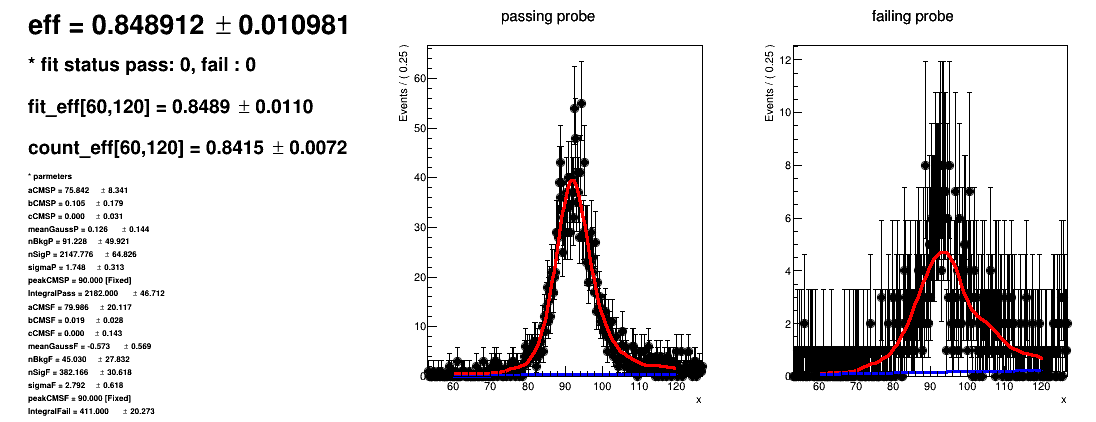 eff = 0.848912 ± 0.010981
* fit status pass: 0, fail : 0
fit_eff[60,120] = 0.8489 ± 0.0110
count_eff[60,120] = 0.8415 ± 0.0072
* parmeters
aCMSP = 75.842 ± 8.341
bCMSP = 0.105 ± 0.179
cCMSP = 0.000 ± 0.031
meanGaussP = 0.126 ± 0.144
nBkgP = 91.228 ± 49.921
nSigP = 2147.776 ± 64.826
sigmaP = 1.748 ± 0.313
peakCMSP = 90.000 [Fixed]
IntegralPass = 2182.000 ± 46.712
aCMSF = 79.986 ± 20.117
bCMSF = 0.019 ± 0.028
cCMSF = 0.000 ± 0.143
meanGaussF = -0.573 ± 0.569
nBkgF = 45.030 ± 27.832
nSigF = 382.166 ± 30.618
sigmaF = 2.792 ± 0.618
peakCMSF = 90.000 [Fixed]
IntegralFail = 411.000 ± 20.273
passing probe
Events / ( 0.25 )
60
50
40
30
20
10
0
60 70 80 90 100 110 120
x
failing probe
Events / ( 0.25 )
12
10
8
6
4
2
0
60 70 80 90 100 110 120
x